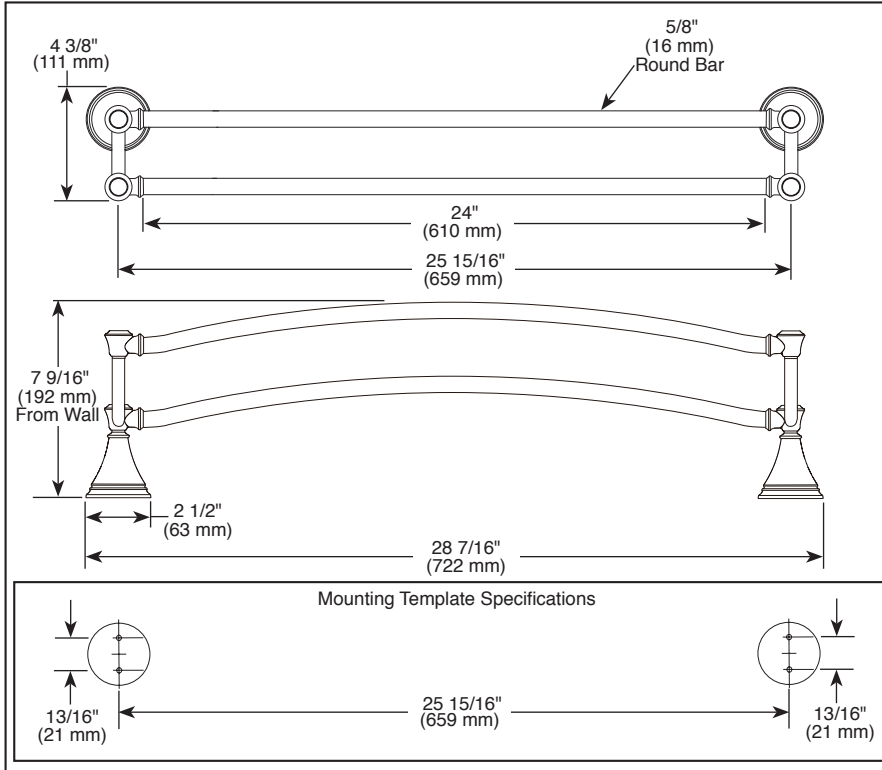 4 3/8"
(111 mm)
5/8"
(16 mm)
Round Bar
24"
(610 mm)
25 15/16"
(659 mm)
7 9/16"
(192 mm)
From Wall
2 1/2"
(63 mm)
28 7/16"
(722 mm)
Mounting Template Specifications
13/16"
(21 mm)
25 15/16"
(659 mm)
13/16"
(21 mm)